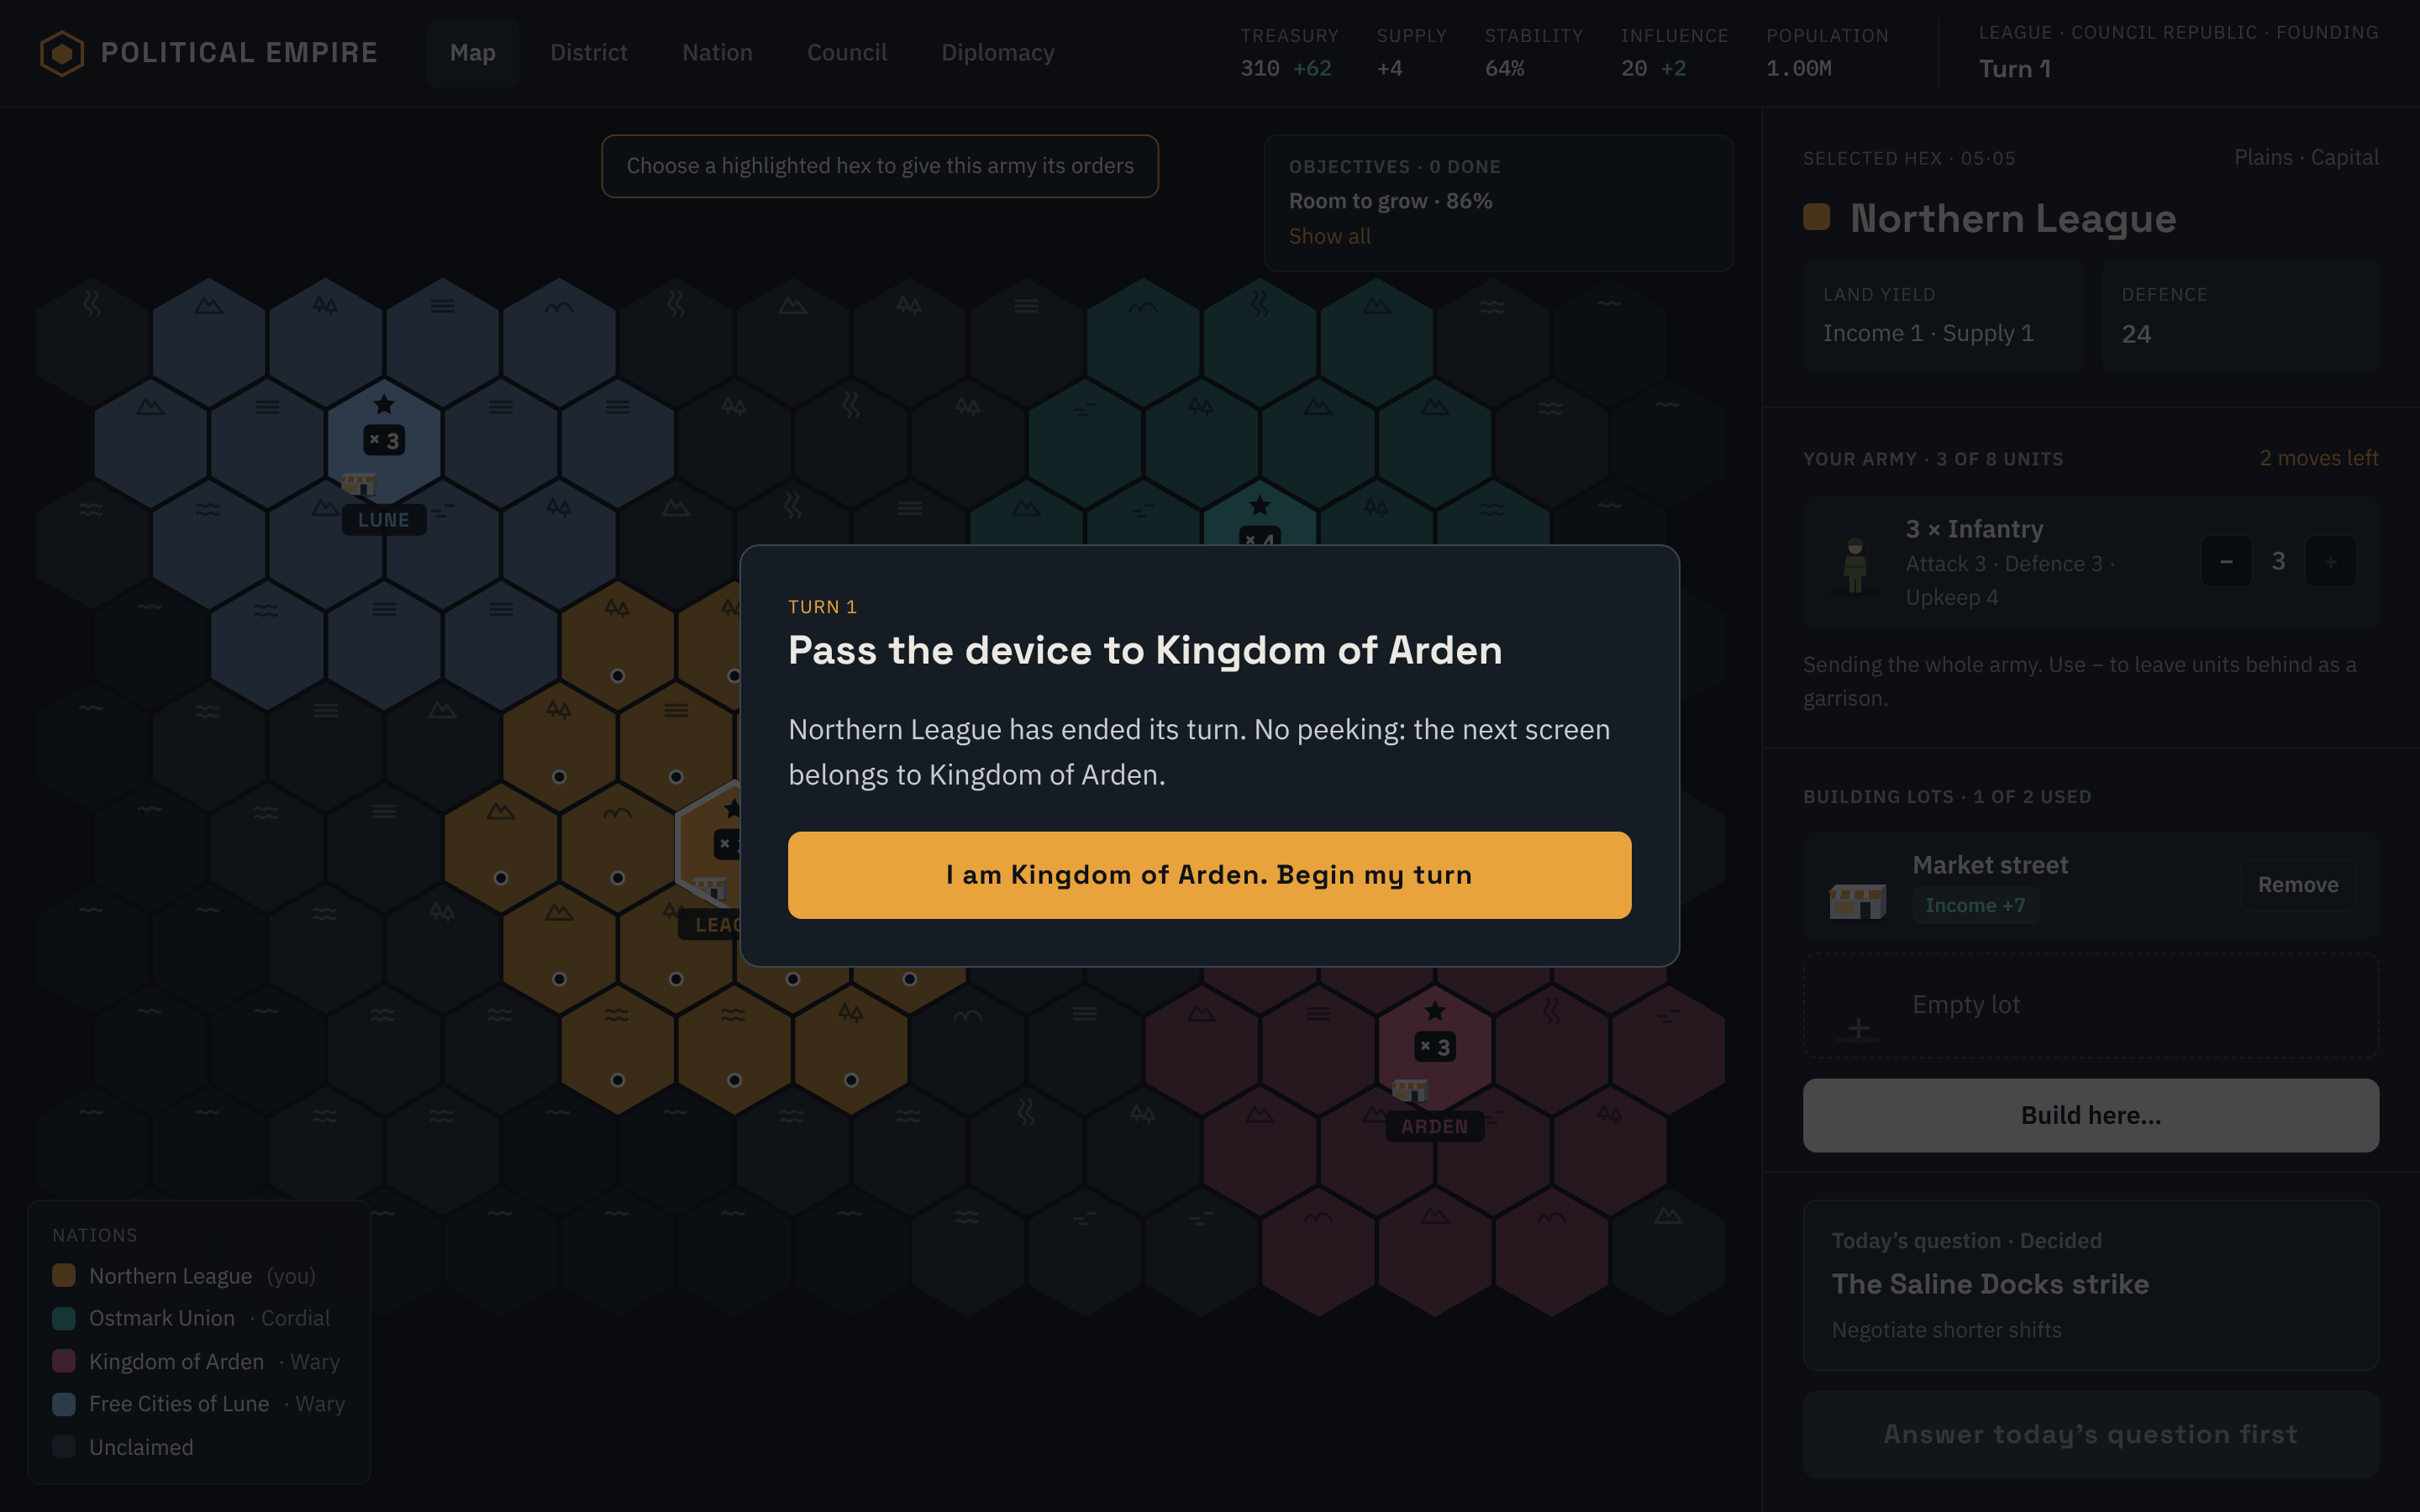 POLITICAL EMPIRE
Map
District
Nation
Council
Diplomacy
TREASURY
310 +62
SUPPLY
+4
STABILITY
64%
INFLUENCE
20 +2
POPULATION
1.00M
LEAGUE · COUNCIL REPUBLIC · FOUNDING
Turn 1
Choose a highlighted hex to give this army its orders
OBJECTIVES · 0 DONE
Room to grow · 86%
Show all
× 3
LUNE
× 4
TURN 1
Pass the device to Kingdom of Arden
Northern League has ended its turn. No peeking: the next screen
belongs to Kingdom of Arden.
I am Kingdom of Arden. Begin my turn
× 3
ARDEN
NATIONS
Northern League (you)
Ostmark Union · Cordial
Kingdom of Arden · Wary
Free Cities of Lune · Wary
Unclaimed
SELECTED HEX · 05·05
Plains · Capital
Northern League
LAND YIELD
Income 1 · Supply 1
DEFENCE
24
YOUR ARMY · 3 OF 8 UNITS
2 moves left
3 × Infantry
Attack 3 · Defence 3 ·
Upkeep 4
− 3 +
Sending the whole army. Use − to leave units behind as a
garrison.
BUILDING LOTS · 1 OF 2 USED
Market street
Income +7
Remove
Empty lot
Build here...
Today’s question · Decided
The Saline Docks strike
Negotiate shorter shifts
Answer today’s question first